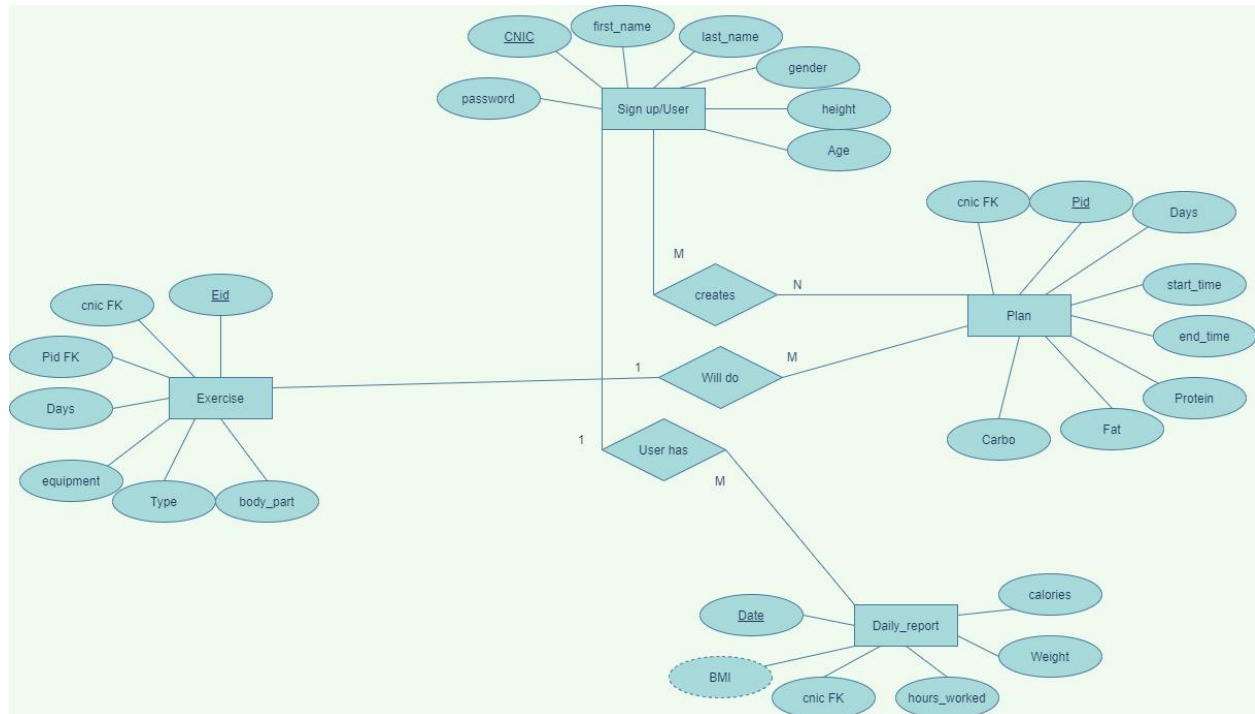 first_name
CNIC
last_name
gender
password
Sign up/User
height
Age
cnic FK
Pid
Days
M
start_time
creates
N
Plan
end_time
Eid
cnic FK
Pid FK
Exercise
Days
equipment
Type
body_part
1
Will do
M
Protein
Fat
Carbo
1
User has
M
calories
Date
Daily_report
Weight
BMI
cnic FK
hours_worked